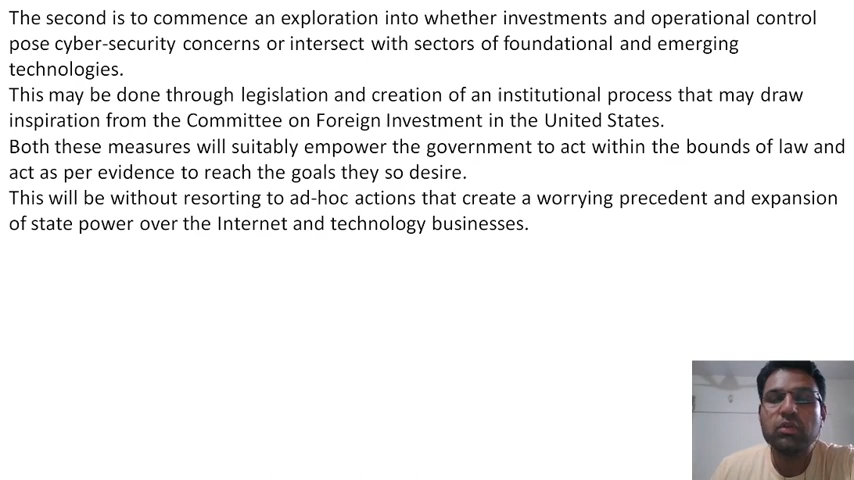 The second is to commence an exploration into whether investments and operational control
pose cyber-security concerns or intersect with sectors of foundational and emerging
technologies.
This may be done through legislation and creation of an institutional process that may draw
inspiration from the Committee on Foreign Investment in the United States.
Both these measures will suitably empower the government to act within the bounds of law and
act as per evidence to reach the goals they so desire.
This will be without resorting to ad-hoc actions that create a worrying precedent and expansion
of state power over the Internet and technology businesses.